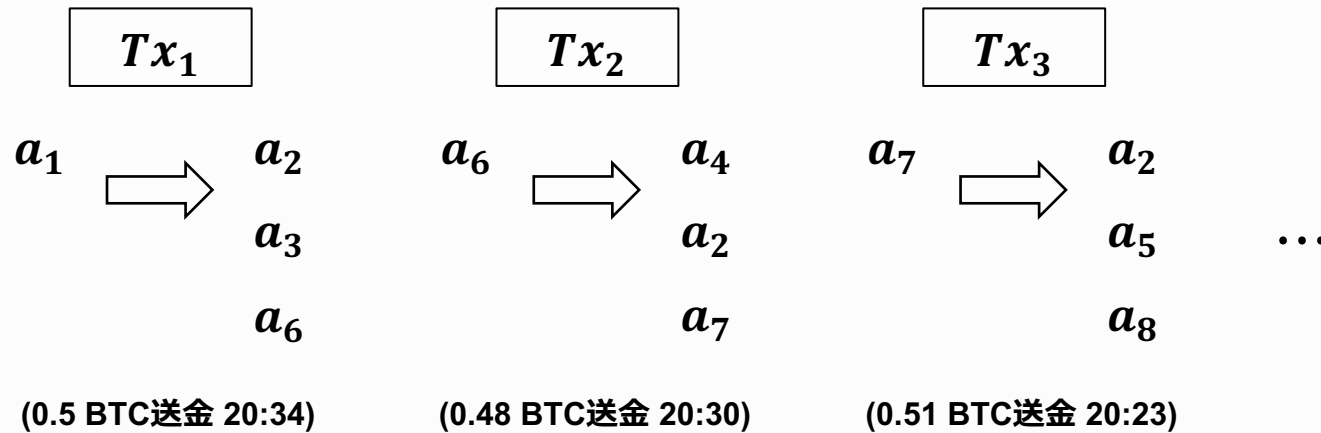 Tx₁ Tx₂ Tx₃
a₁ a₂ a₆ a₄ a₇ a₂
a₃ a₂ a₅ …
a₆ a₇ a₈
(0.5 BTC送金 20:34) (0.48 BTC送金 20:30) (0.51 BTC送金 20:23)